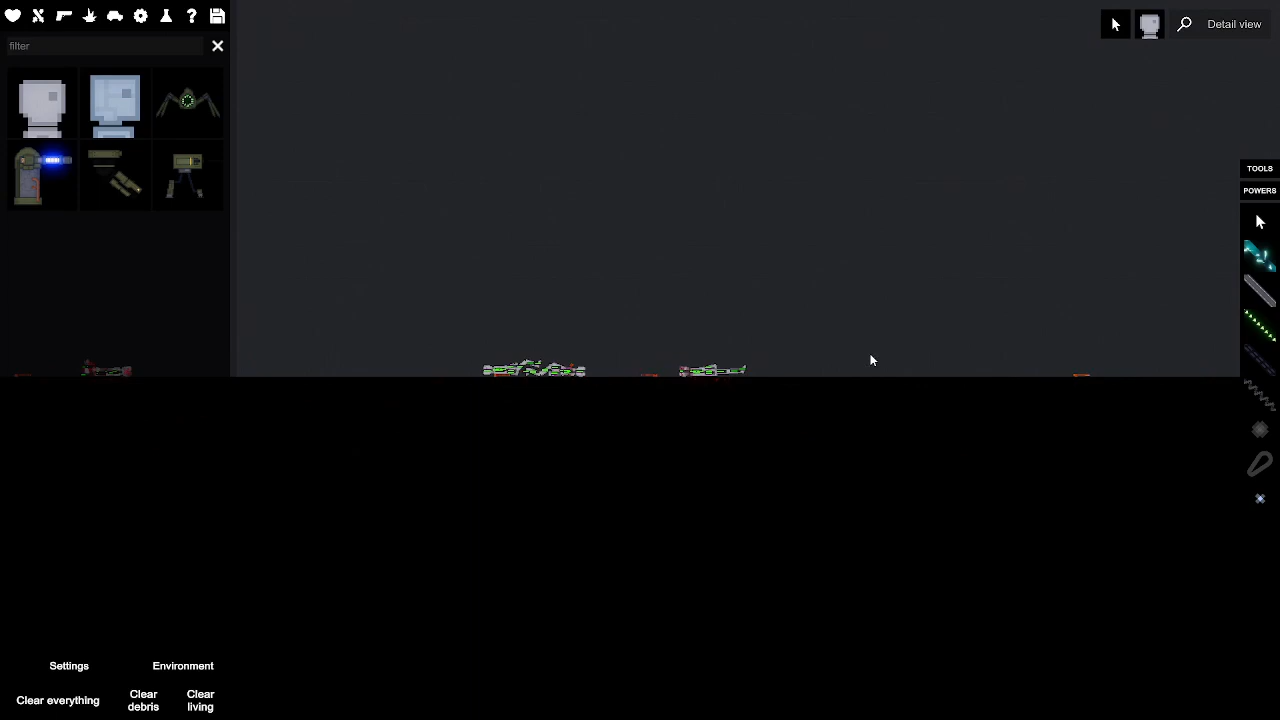 filter
Detail view
TOOLS
POWERS
Settings
Environment
Clear everything
Clear
debris
Clear
living